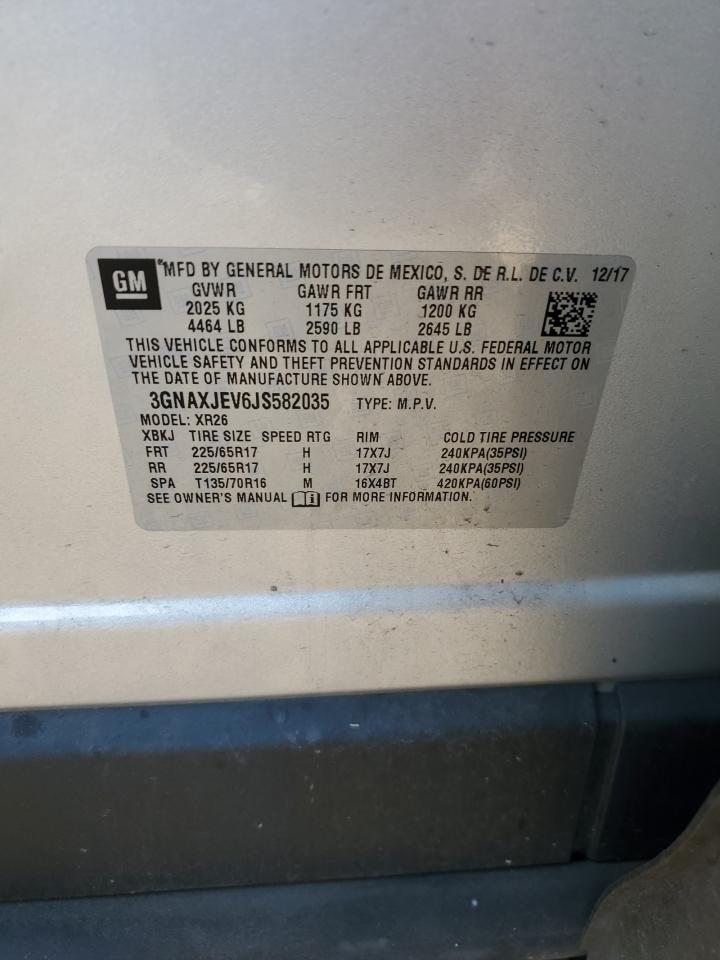 GM
MFD BY GENERAL MOTORS DE MEXICO, S. DE R.L. DE C.V. 12/17
GVWR GAWR FRT GAWR RR
2025 KG 1175 KG 1200 KG
4464 LB 2590 LB 2645 LB
THIS VEHICLE CONFORMS TO ALL APPLICABLE U.S. FEDERAL MOTOR
VEHICLE SAFETY AND THEFT PREVENTION STANDARDS IN EFFECT ON
THE DATE OF MANUFACTURE SHOWN ABOVE.
3GNAXJEV6JS582035 TYPE: M.P.V.
MODEL: XR26
XBKJ TIRE SIZE SPEED RTG RIM COLD TIRE PRESSURE
FRT 225/65R17 H 17X7J 240KPA(35PSI)
RR 225/65R17 H 17X7J 240KPA(35PSI)
SPA T135/70R16 M 16X4BT 420KPA(60PSI)
SEE OWNER'S MANUAL FOR MORE INFORMATION.